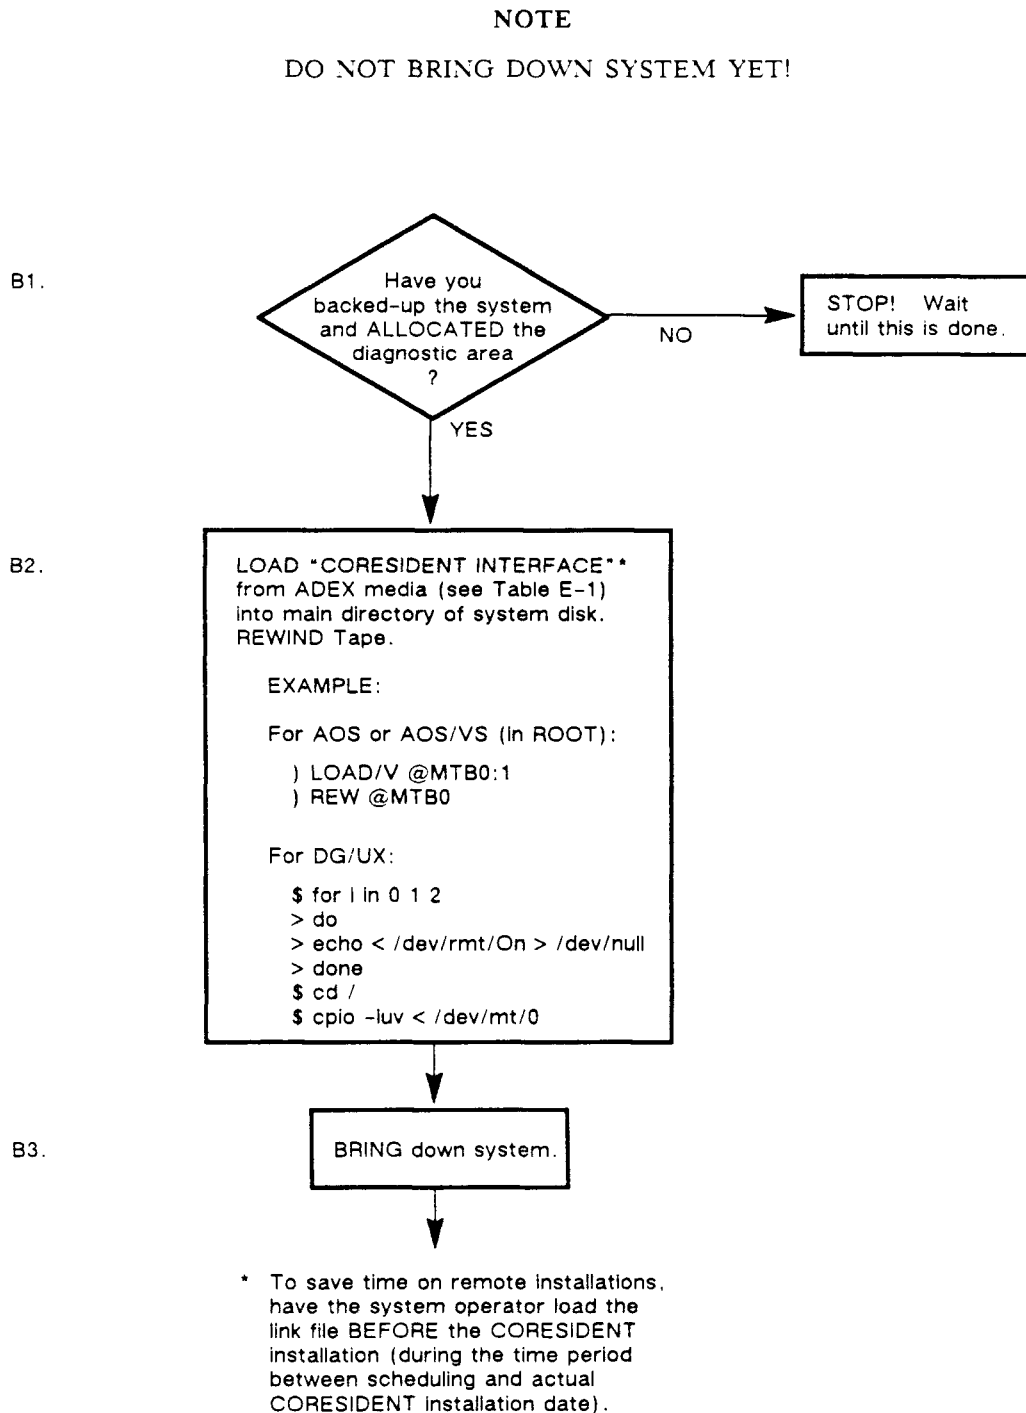 NOTE
DO NOT BRING DOWN SYSTEM YET!
B1.
Have you
backed-up the system
and ALLOCATED the
diagnostic area
?
NO
STOP! Wait
until this is done.
YES
B2.
LOAD "CORESIDENT INTERFACE"*
from ADEX media (see Table E-1)
into main directory of system disk.
REWIND Tape.
EXAMPLE:
For AOS or AOS/VS (in ROOT):
) LOAD/V @MTB0:1
) REW @MTB0
For DG/UX:
$ for i in 0 1 2
> do
> echo < /dev/rmt/0n > /dev/null
> done
$ cd /
$ cpio -iuv < /dev/mt/0
B3.
BRING down system.
* To save time on remote installations,
have the system operator load the
link file BEFORE the CORESIDENT
installation (during the time period
between scheduling and actual
CORESIDENT installation date).